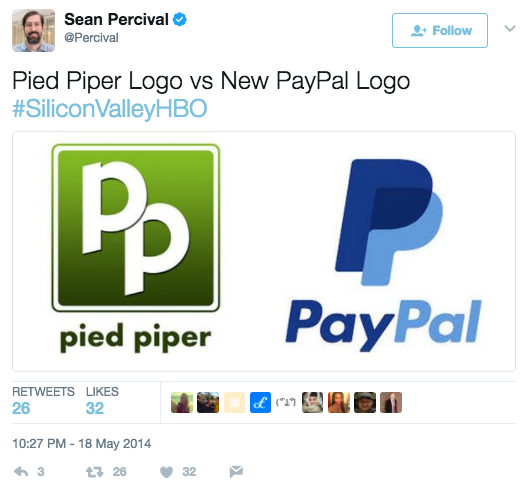 Sean Percival
@Percival
Follow
Pied Piper Logo vs New PayPal Logo
#SiliconValleyHBO
pp
pied piper
PP
PayPal
RETWEETS LIKES
26 32
10:27 PM - 18 May 2014
3 26 32